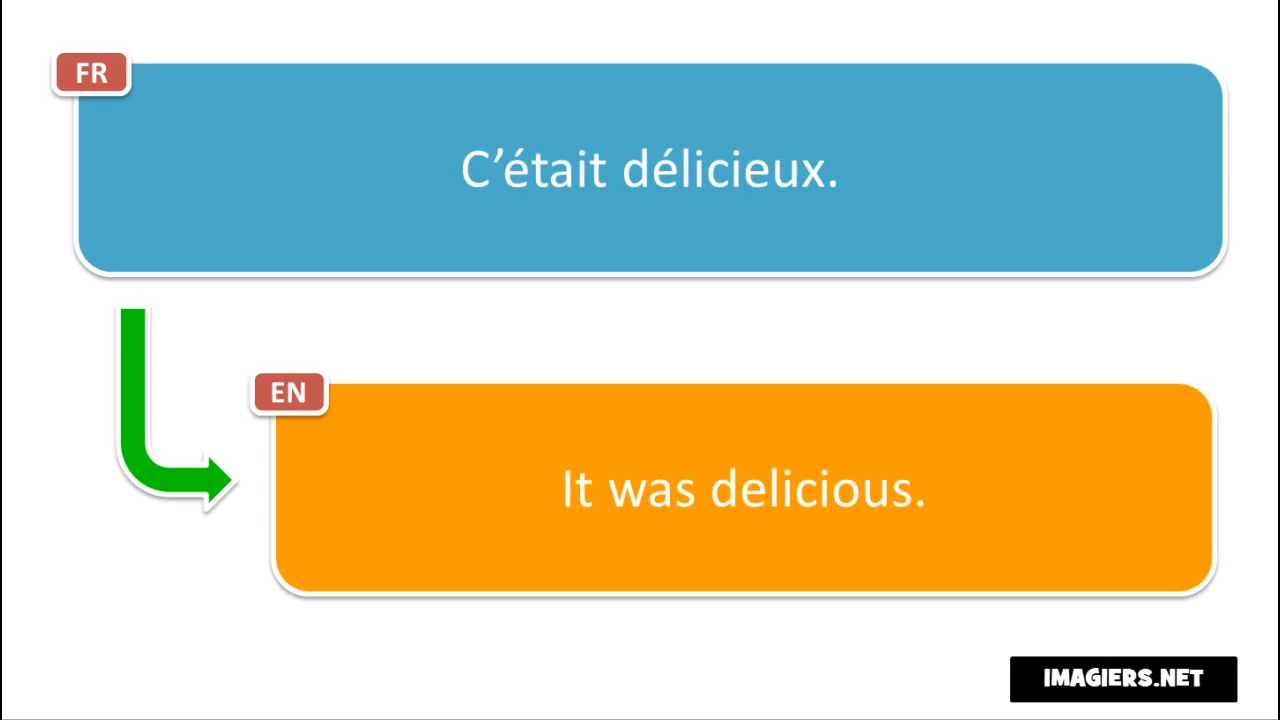 FR
C’était délicieux.
EN
It was delicious.
IMAGIERS.NET